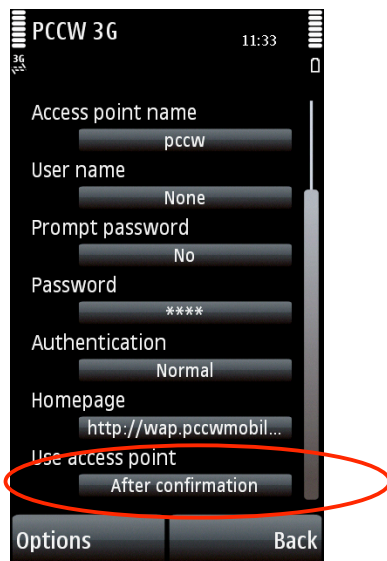 PCCW 3G
11:33
3G
Access point name
pccw
User name
None
Prompt password
No
Password
****
Authentication
Normal
Homepage
http://wap.pccwmobil...
Use access point
After confirmation
Options Back